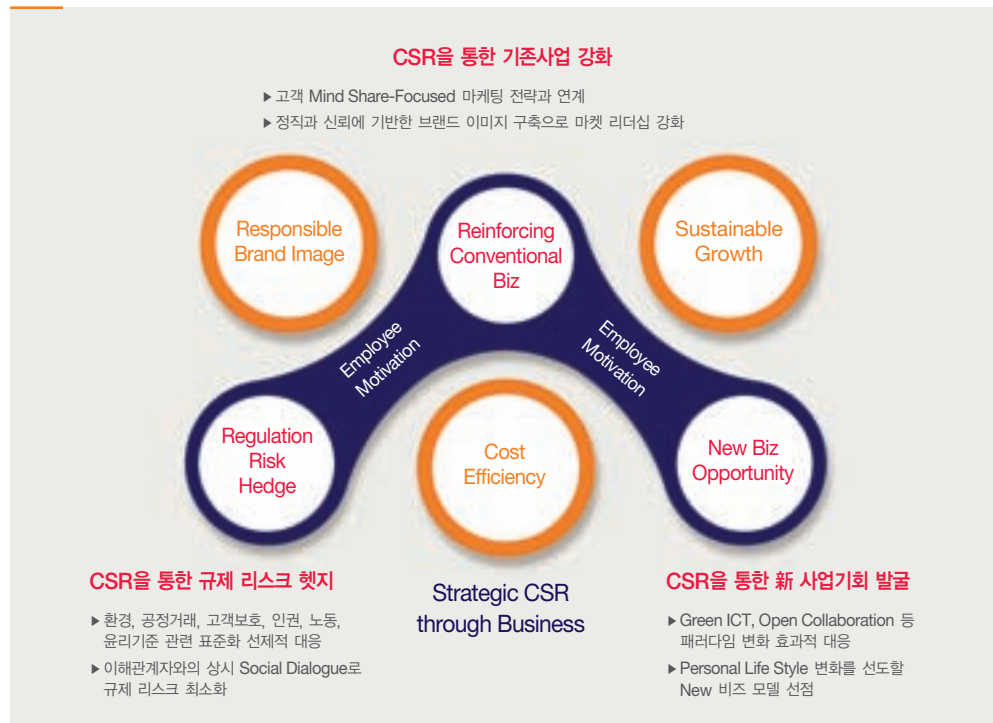 CSR을 통한 기존사업 강화
▶고객 Mind Share-Focused 마케팅 전략과 연계
▶정직과 신뢰에 기반한 브랜드 이미지 구축으로 마켓 리더십 강화
Responsible
Brand Image
Reinforcing
Conventional
Biz
Sustainable
Growth
Employee
Motivation
Employee
Motivation
Regulation
Risk
Hedge
Cost
Efficiency
New Biz
Opportunity
CSR을 통한 규제 리스크 헷지
▶환경, 공정거래, 고객보호, 인권, 노동,
윤리기준 관련 표준화 선제적 대응
▶이해관계자와의 상시 Social Dialogue로
규제 리스크 최소화
Strategic CSR
through Business
CSR을 통한 新 사업기회 발굴
▶Green ICT, Open Collaboration 등
패러다임 변화 효과적 대응
▶Personal Life Style 변화를 선도할
New 비즈 모델 선점